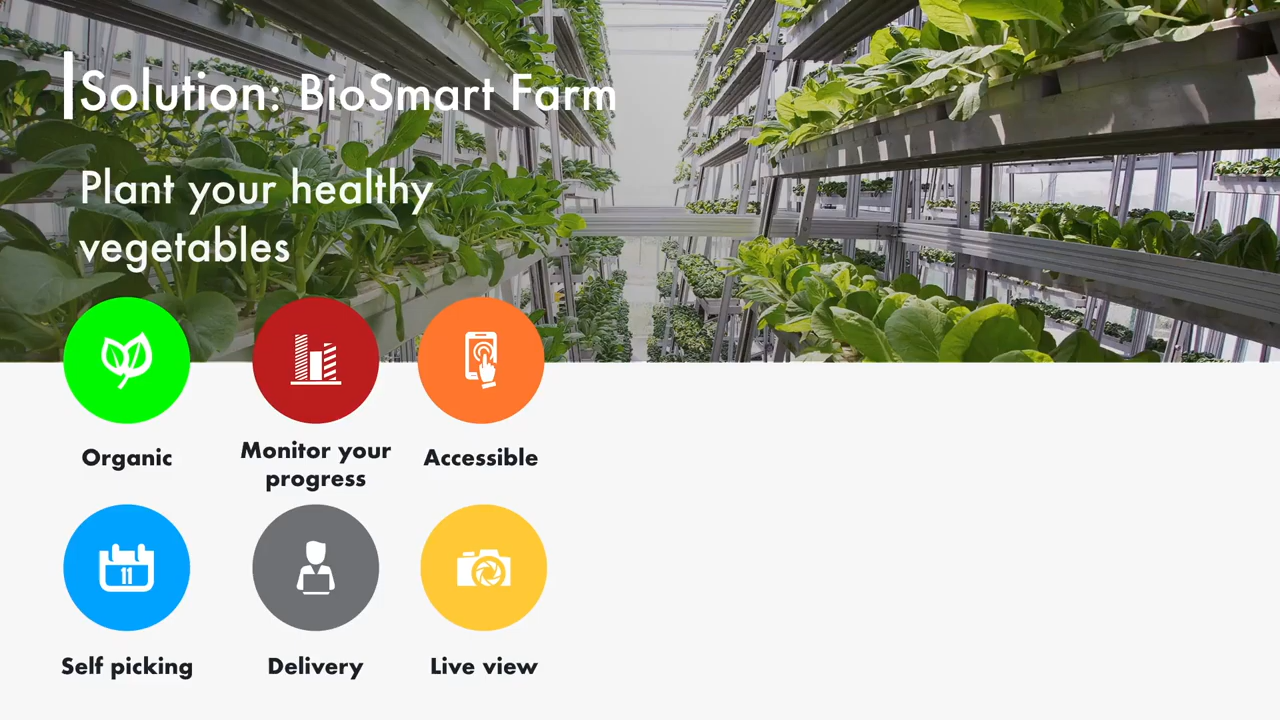 Solution: BioSmart Farm
Plant your healthy
vegetables
Organic
Monitor your
progress
Accessible
11
Self picking
Delivery
Live view